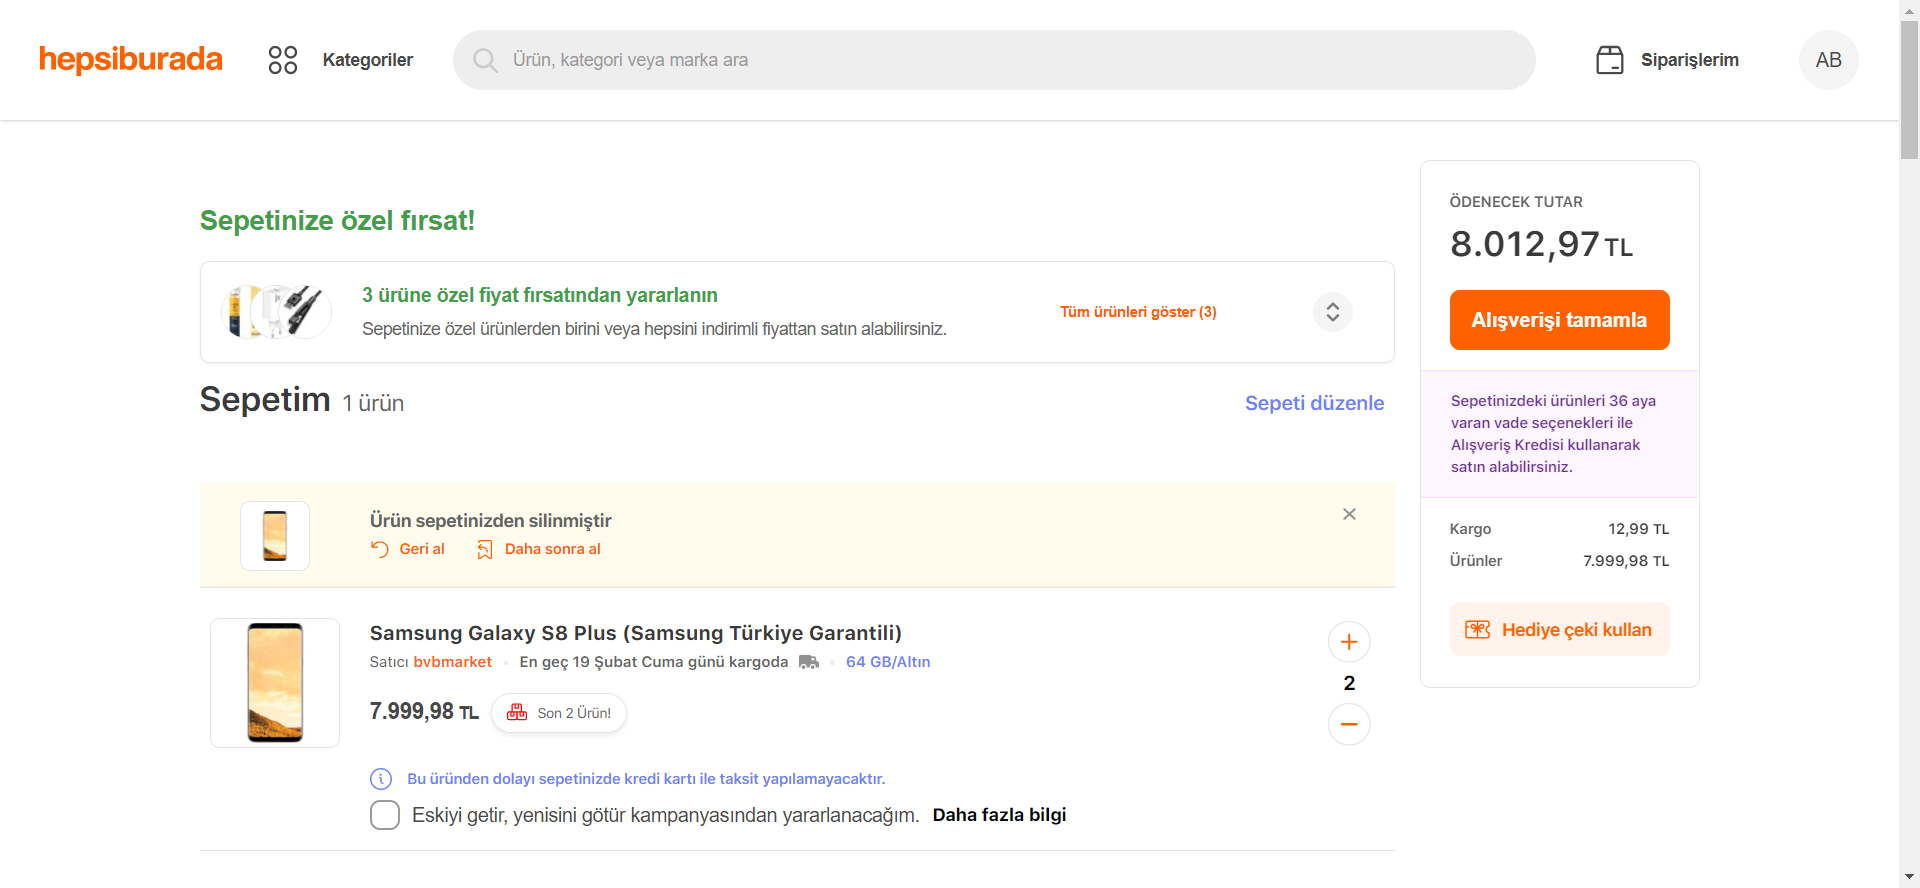 hepsiburada
Kategoriler
Ürün, kategori veya marka ara
Siparişlerim
AB
Sepetinize özel fırsat!
3 ürüne özel fiyat fırsatından yararlanın
Sepetinize özel ürünlerden birini veya hepsini indirimli fiyattan satın alabilirsiniz.
Tüm ürünleri göster (3)
Sepetim 1 ürün
Sepeti düzenle
Ürün sepetinizden silinmiştir
Geri al
Daha sonra al
Samsung Galaxy S8 Plus (Samsung Türkiye Garantili)
Satıcı bvbmarket • En geç 19 Şubat Cuma günü kargoda • 64 GB/Altın
7.999,98 TL
Son 2 Ürün!
2
Bu üründen dolayı sepetinizde kredi kartı ile taksit yapılamayacaktır.
Eskiyi getir, yenisini götür kampanyasından yararlanacağım. Daha fazla bilgi
ÖDENECEK TUTAR
8.012,97 TL
Alışverişi tamamla
Sepetinizdeki ürünleri 36 aya
varan vade seçenekleri ile
Alışveriş Kredisi kullanarak
satın alabilirsiniz.
Kargo 12,99 TL
Ürünler 7.999,98 TL
Hediye çeki kullan